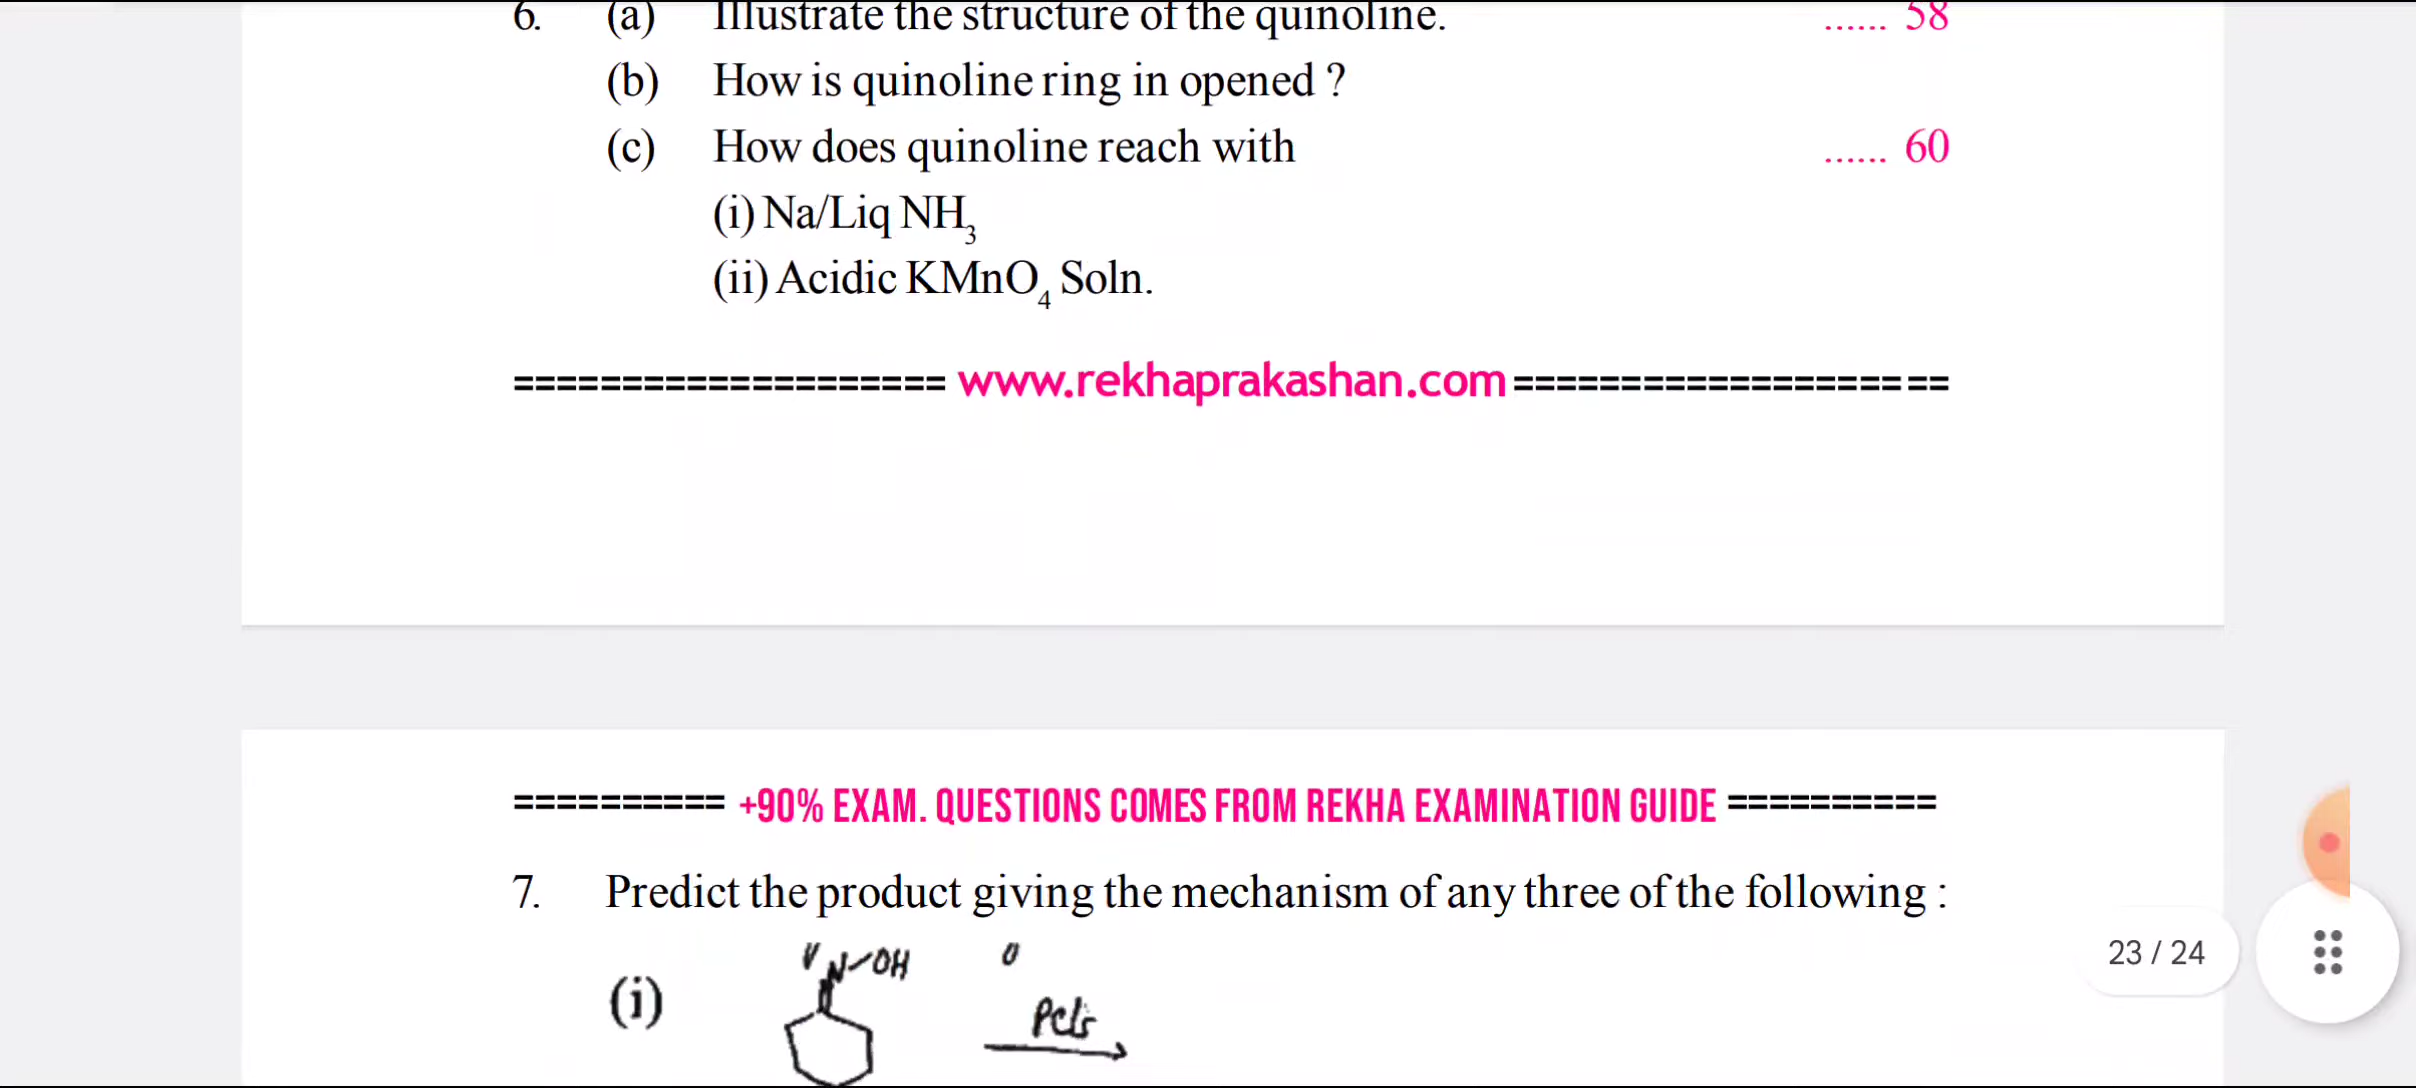 6. (a) Illustrate the structure of the quinoline. ...... 58
(b) How is quinoline ring in opened ?
(c) How does quinoline reach with ...... 60
(i) Na/Liq NH₃
(ii) Acidic KMnO₄ Soln.
==================== www.rekhaprakashan.com ====================
========== +90% EXAM. QUESTIONS COMES FROM REKHA EXAMINATION GUIDE ==========
7. Predict the product giving the mechanism of any three of the following :
N-OH
(i)
PCl₅
23 / 24